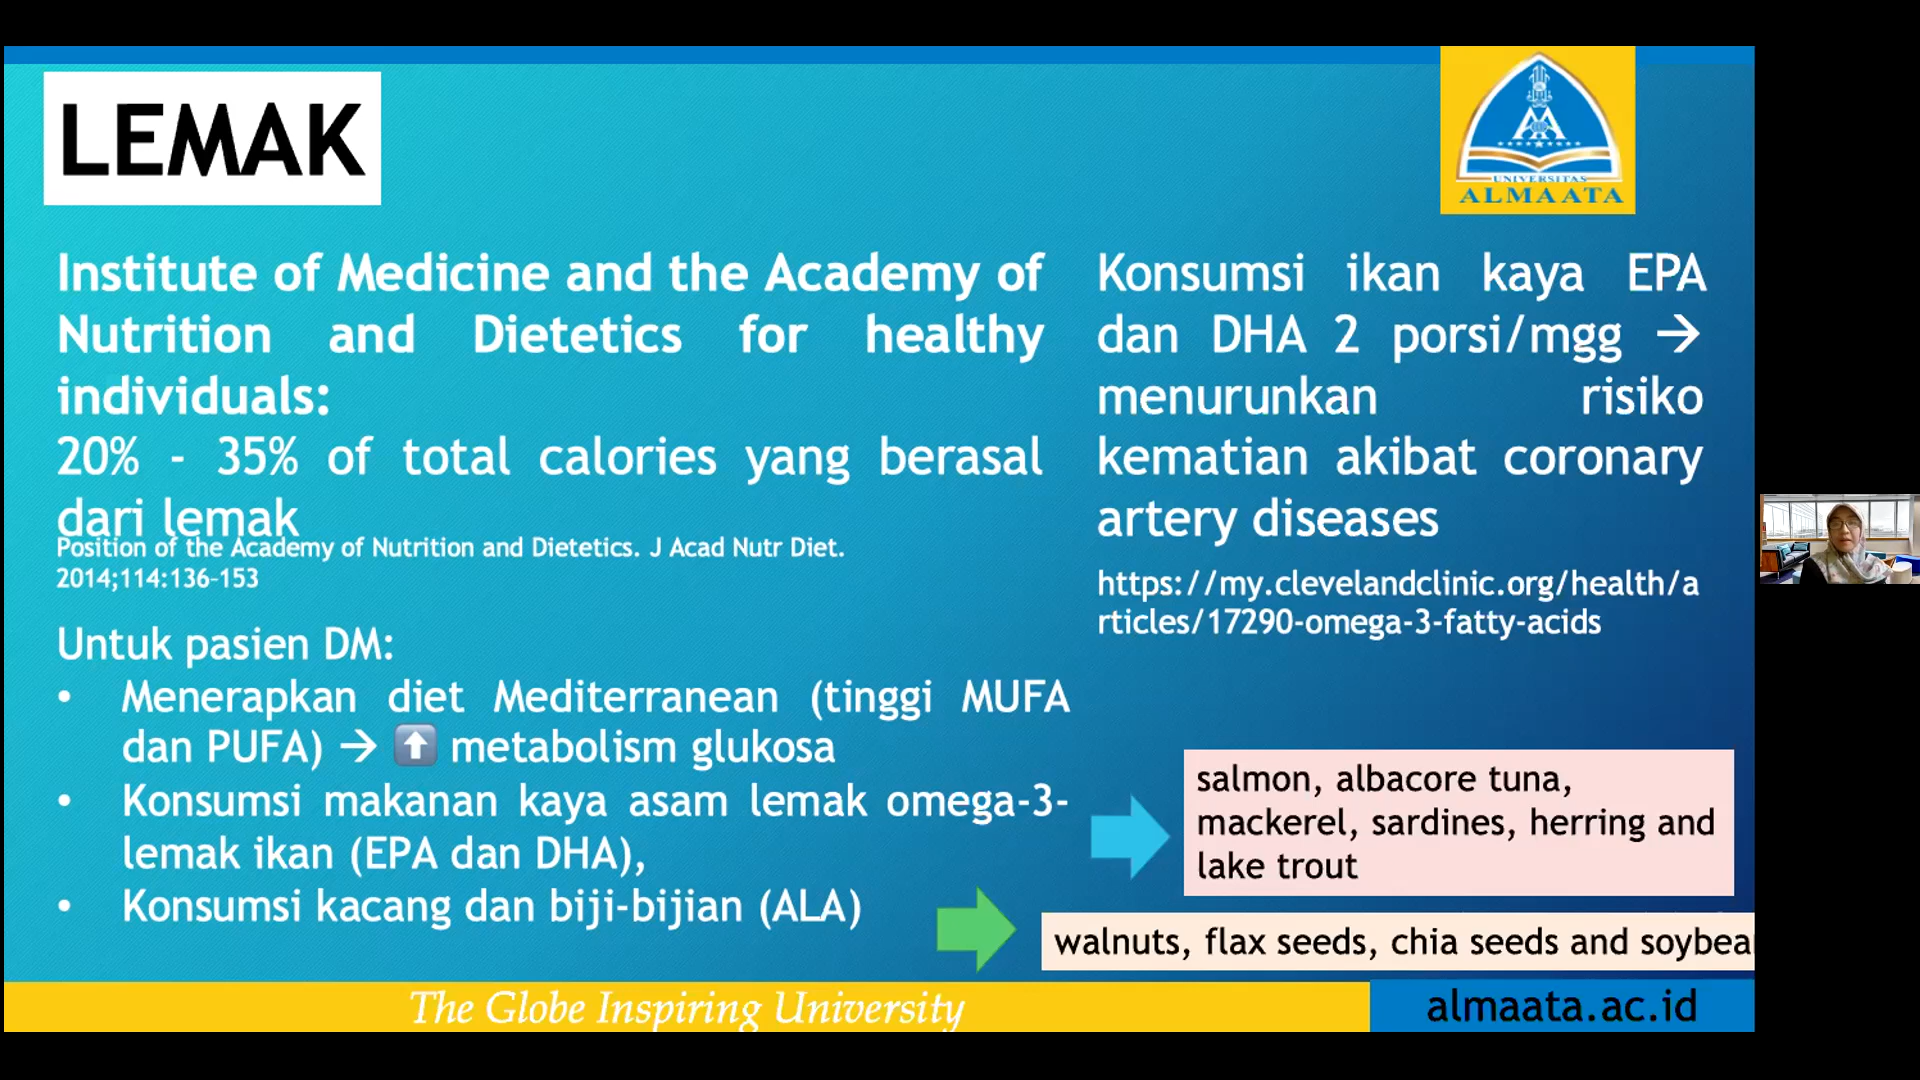 LEMAK
UNIVERSITAS
ALMAATA
Institute of Medicine and the Academy of
Nutrition and Dietetics for healthy
individuals:
20% - 35% of total calories yang berasal
dari lemak
Position of the Academy of Nutrition and Dietetics. J Acad Nutr Diet.
2014;114:136–153
Untuk pasien DM:
• Menerapkan diet Mediterranean (tinggi MUFA
dan PUFA) → ⬆ metabolism glukosa
• Konsumsi makanan kaya asam lemak omega-3-
lemak ikan (EPA dan DHA),
• Konsumsi kacang dan biji-bijian (ALA)
Konsumsi ikan kaya EPA
dan DHA 2 porsi/mgg →
menurunkan risiko
kematian akibat coronary
artery diseases
https://my.clevelandclinic.org/health/a
rticles/17290-omega-3-fatty-acids
salmon, albacore tuna,
mackerel, sardines, herring and
lake trout
walnuts, flax seeds, chia seeds and
The Globe Inspiring University
almaata.ac.id